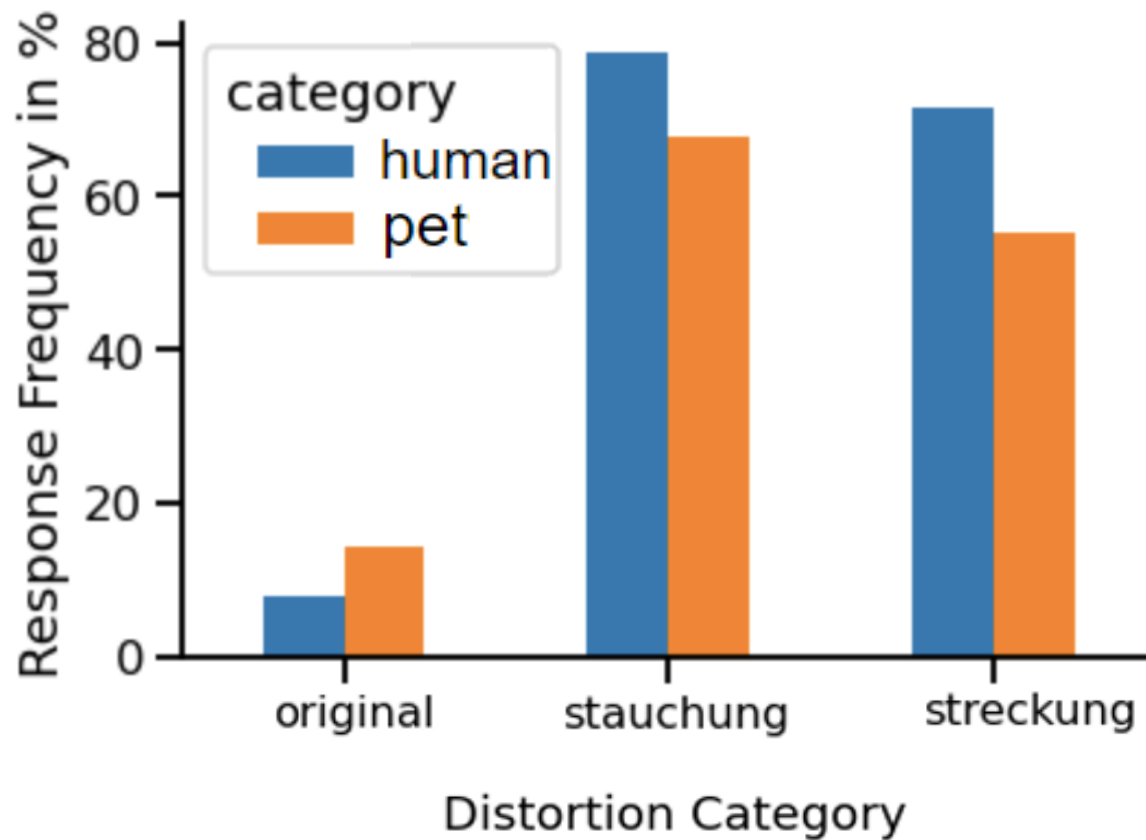 Response Frequency in %
80
60
40
20
0
category
human
pet
original
stauchung
streckung
Distortion Category